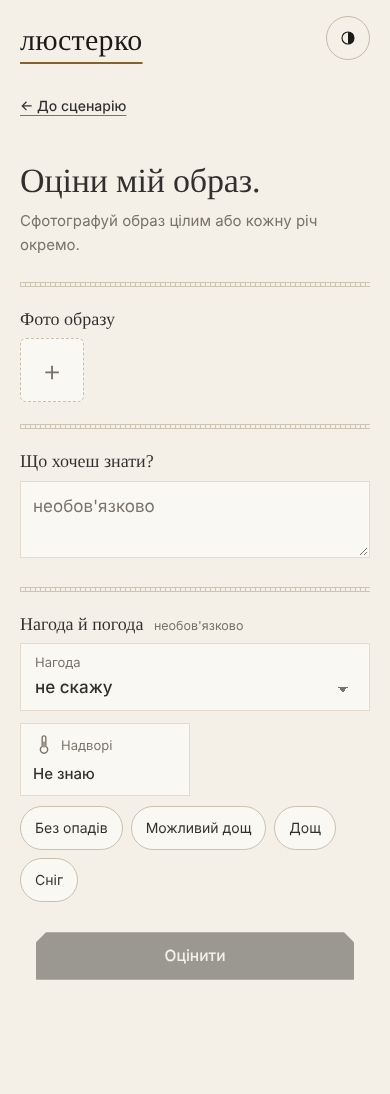 люстерко
← До сценарію
Оціни мій образ.
Сфотографуй образ цілим або кожну річ
окремо.
Фото образу
+
Що хочеш знати?
необов'язково
Нагода й погода необов'язково
Нагода
не скажу
Надворі
Не знаю
Без опадів Можливий дощ Дощ
Сніг
Оцінити